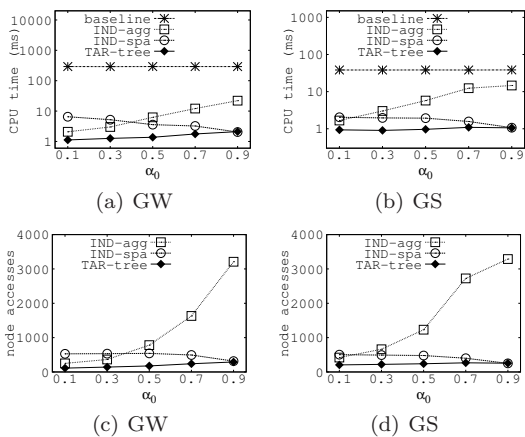 baseline
IND-agg
IND-spa
TAR-tree
10000
1000
100
10
1
CPU time (ms)
0.1 0.3 0.5 0.7 0.9
α0
(a) GW
baseline
IND-agg
IND-spa
TAR-tree
1000
100
10
1
CPU time (ms)
0.1 0.3 0.5 0.7 0.9
α0
(b) GS
IND-agg
IND-spa
TAR-tree
4000
3000
2000
1000
0
node accesses
0.1 0.3 0.5 0.7 0.9
α0
(c) GW
IND-agg
IND-spa
TAR-tree
4000
3000
2000
1000
0
node accesses
0.1 0.3 0.5 0.7 0.9
α0
(d) GS